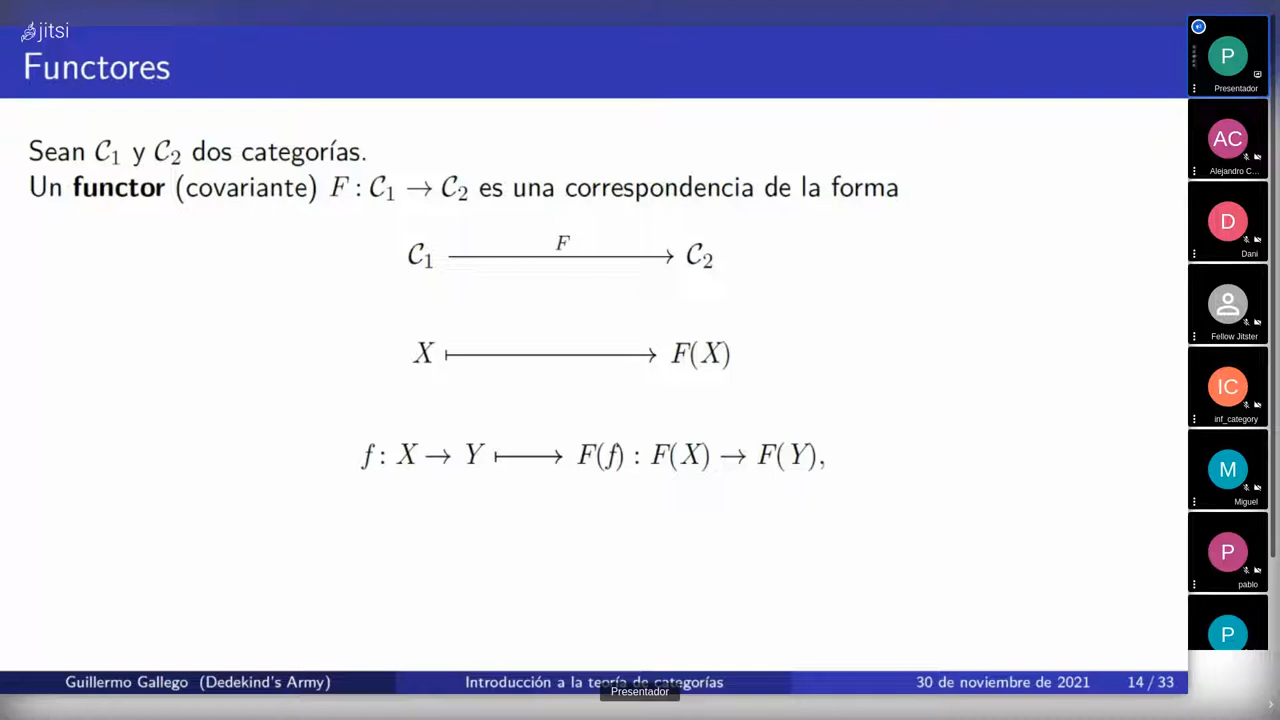 jitsi
Functores
Sean C₁ y C₂ dos categorías.
Un functor (covariante) F : C₁ → C₂ es una correspondencia de la forma
F
C₁ ⟶ C₂
X ⟼ F(X)
f : X → Y ⟼ F(f) : F(X) → F(Y),
Guillermo Gallego (Dedekind's Army)
Introducción a la teoría de categorías
30 de noviembre de 2021
14 / 33
Presentador
P
Presentador
AC
Alejandro C...
D
Dani
Fellow Jitster
IC
inf_category
M
Miguel
P
pablo
P